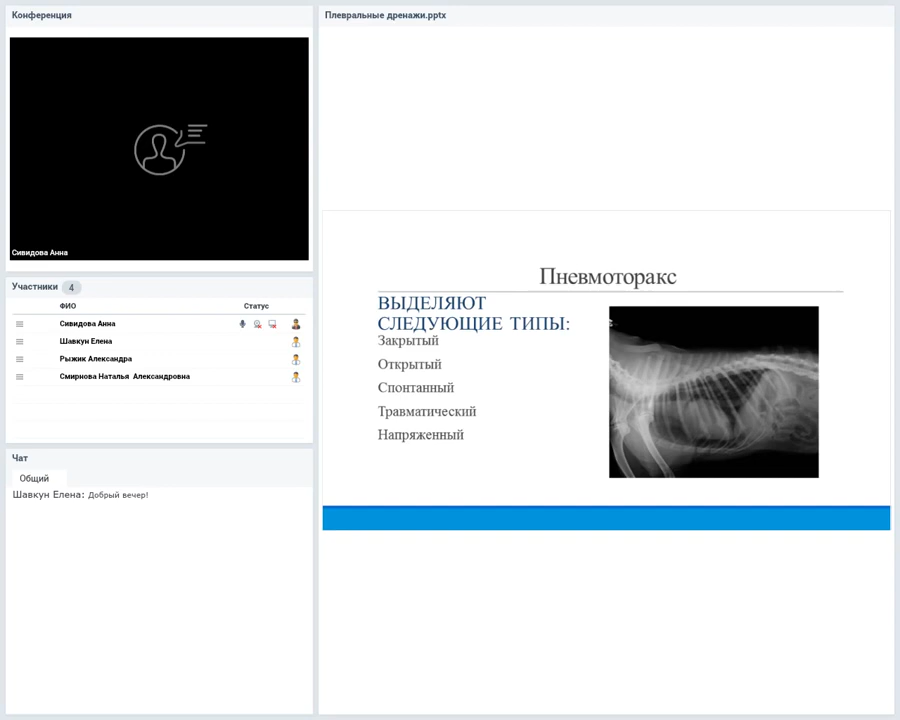 Конференция
Сивидова Анна
Участники 4
ФИО Статус
Сивидова Анна
Шавкун Елена
Рыжик Александра
Смирнова Наталья Александровна
Чат
Общий
Шавкун Елена: Добрый вечер!
Плевральные дренажи.pptx
Пневмоторакс
ВЫДЕЛЯЮТ
СЛЕДУЮЩИЕ ТИПЫ:
Закрытый
Открытый
Спонтанный
Травматический
Напряженный